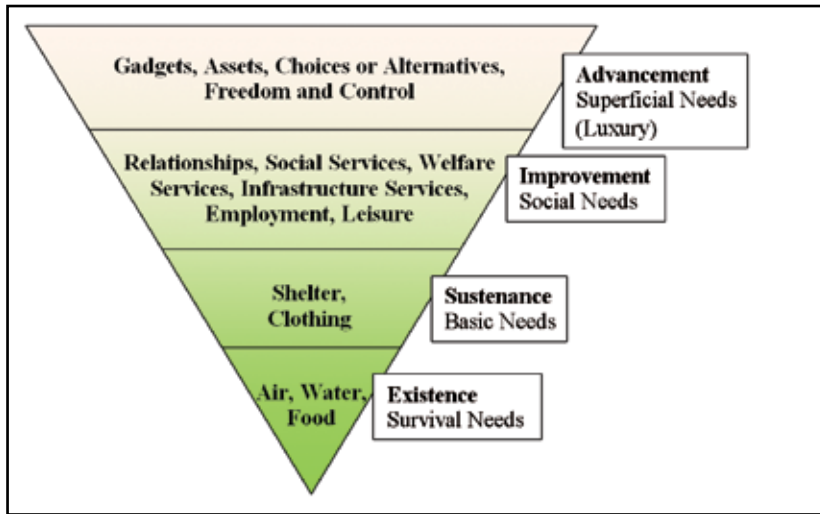 Gadgets, Assets, Choices or Alternatives,
Freedom and Control
Advancement
Superficial Needs
(Luxury)
Relationships, Social Services, Welfare
Services, Infrastructure Services,
Employment, Leisure
Improvement
Social Needs
Shelter,
Clothing
Sustenance
Basic Needs
Air, Water,
Food
Existence
Survival Needs